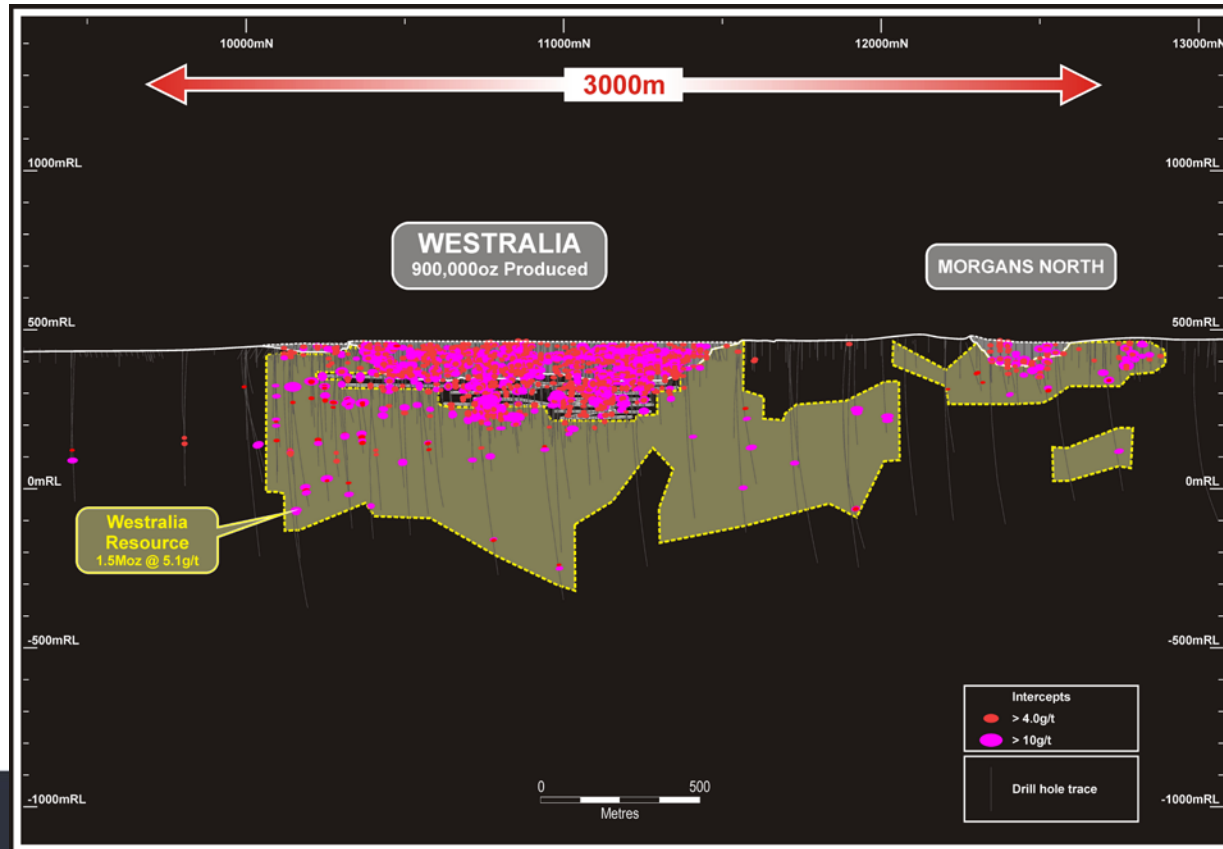 10000mN
11000mN
12000mN
13000mN
3000m
1000mRL
1000mRL
WESTRALIA
900,000oz Produced
MORGANS NORTH
500mRL
500mRL
0mRL
0mRL
Westralia
Resource
1.5Moz @ 5.1g/t
-500mRL
-500mRL
Intercepts
> 4.0g/t
> 10g/t
Drill hole trace
0
500
Metres
-1000mRL
-1000mRL